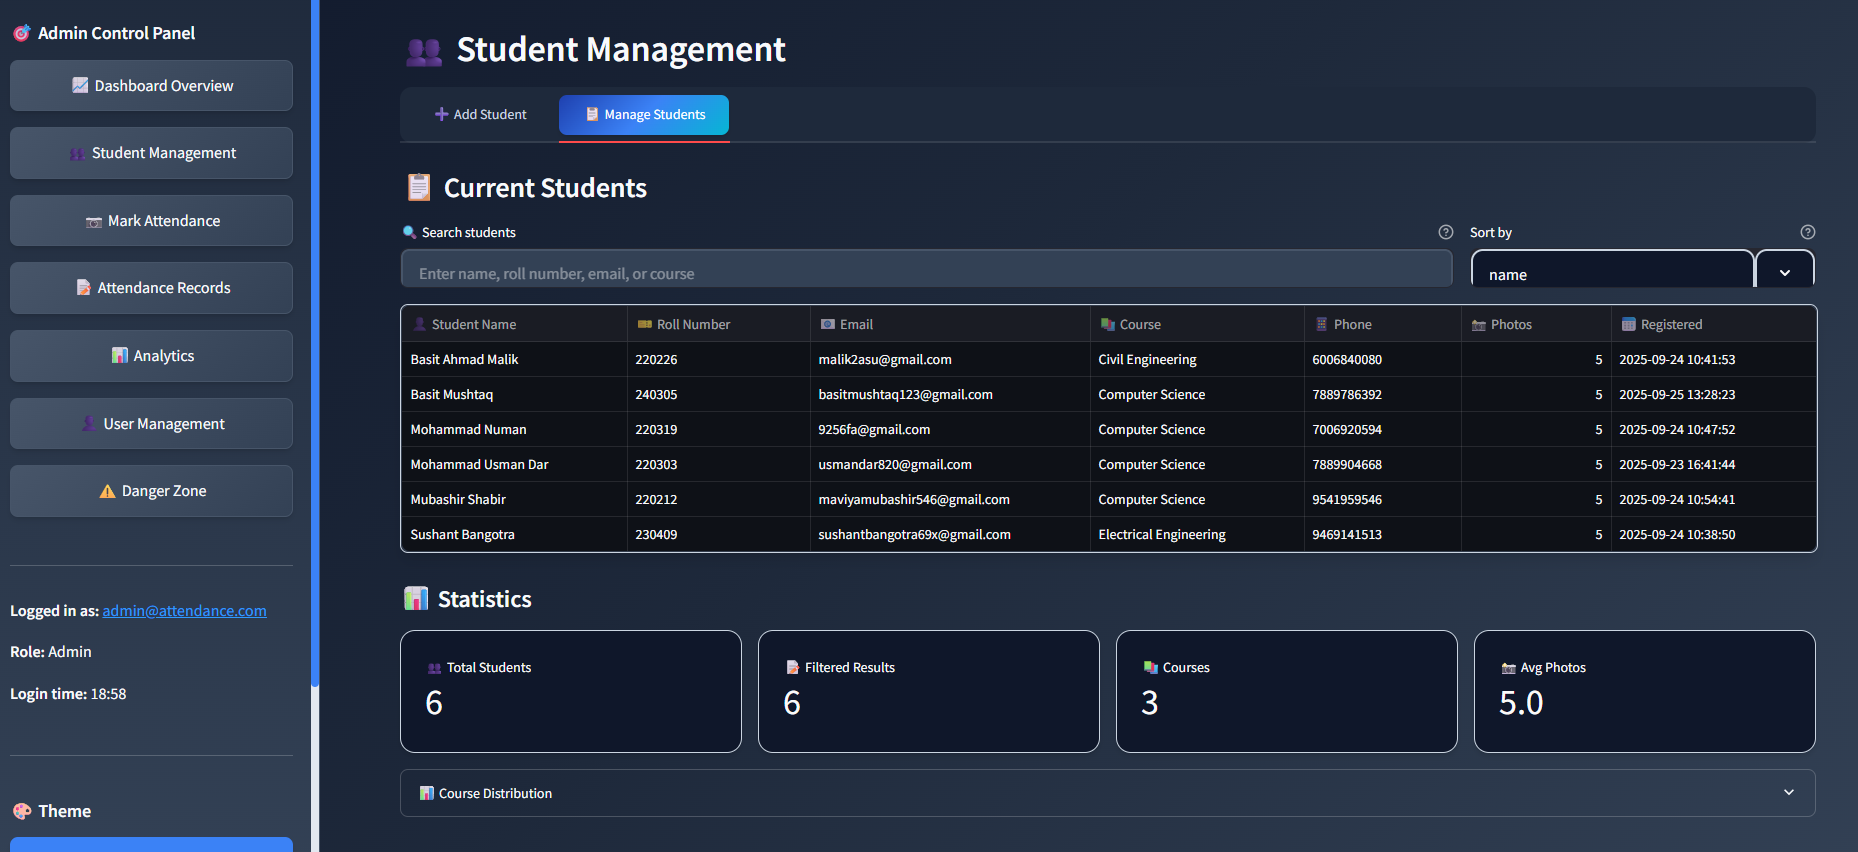 Admin Control Panel
Dashboard Overview
Student Management
Mark Attendance
Attendance Records
Analytics
User Management
Danger Zone
Logged in as: admin@attendance.com
Role: Admin
Login time: 18:58
Theme
Student Management
Add Student Manage Students
Current Students
Search students Sort by
Enter name, roll number, email, or course name
Student Name Roll Number Email Course Phone Photos Registered
Basit Ahmad Malik 220226 malik2asu@gmail.com Civil Engineering 6006840080 5 2025-09-24 10:41:53
Basit Mushtaq 240305 basitmushtaq123@gmail.com Computer Science 7889786392 5 2025-09-25 13:28:23
Mohammad Numan 220319 9256fa@gmail.com Computer Science 7006920594 5 2025-09-24 10:47:52
Mohammad Usman Dar 220303 usmandar820@gmail.com Computer Science 7889904668 5 2025-09-23 16:41:44
Mubashir Shabir 220212 maviyamubashir546@gmail.com Computer Science 9541959546 5 2025-09-24 10:54:41
Sushant Bangotra 230409 sushantbangotra69x@gmail.com Electrical Engineering 9469141513 5 2025-09-24 10:38:50
Statistics
Total Students Filtered Results Courses Avg Photos
6 6 3 5.0
Course Distribution